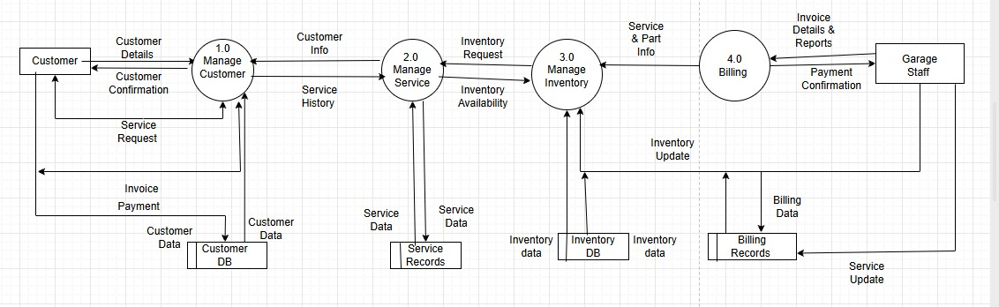 Customer
Customer
Details
Customer
Confirmation
1.0
Manage
Customer
Customer
Info
Service
History
2.0
Manage
Service
Inventory
Request
Inventory
Availability
3.0
Manage
Inventory
Service
& Part
Info
4.0
Billing
Invoice
Details &
Reports
Payment
Confirmation
Garage
Staff
Service
Request
Invoice
Payment
Inventory
Update
Customer
Data
Customer
Data
Customer
DB
Service
Data
Service
Data
Service
Records
Inventory
data
Inventory
DB
Inventory
data
Billing
Data
Billing
Records
Service
Update